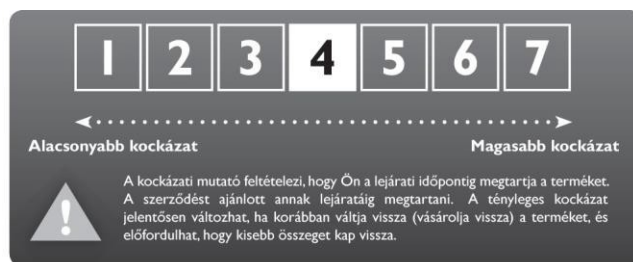 1 2 3 4 5 6 7
Alacsonyabb kockázat Magasabb kockázat
A kockázati mutató feltételezi, hogy Ön a lejárati időpontig megtartja a terméket.
A szerződést ajánlott annak lejáratáig megtartani. A tényleges kockázat
jelentősen változhat, ha korábban váltja vissza (vásárolja vissza) a terméket, és
előfordulhat, hogy kisebb összeget kap vissza.